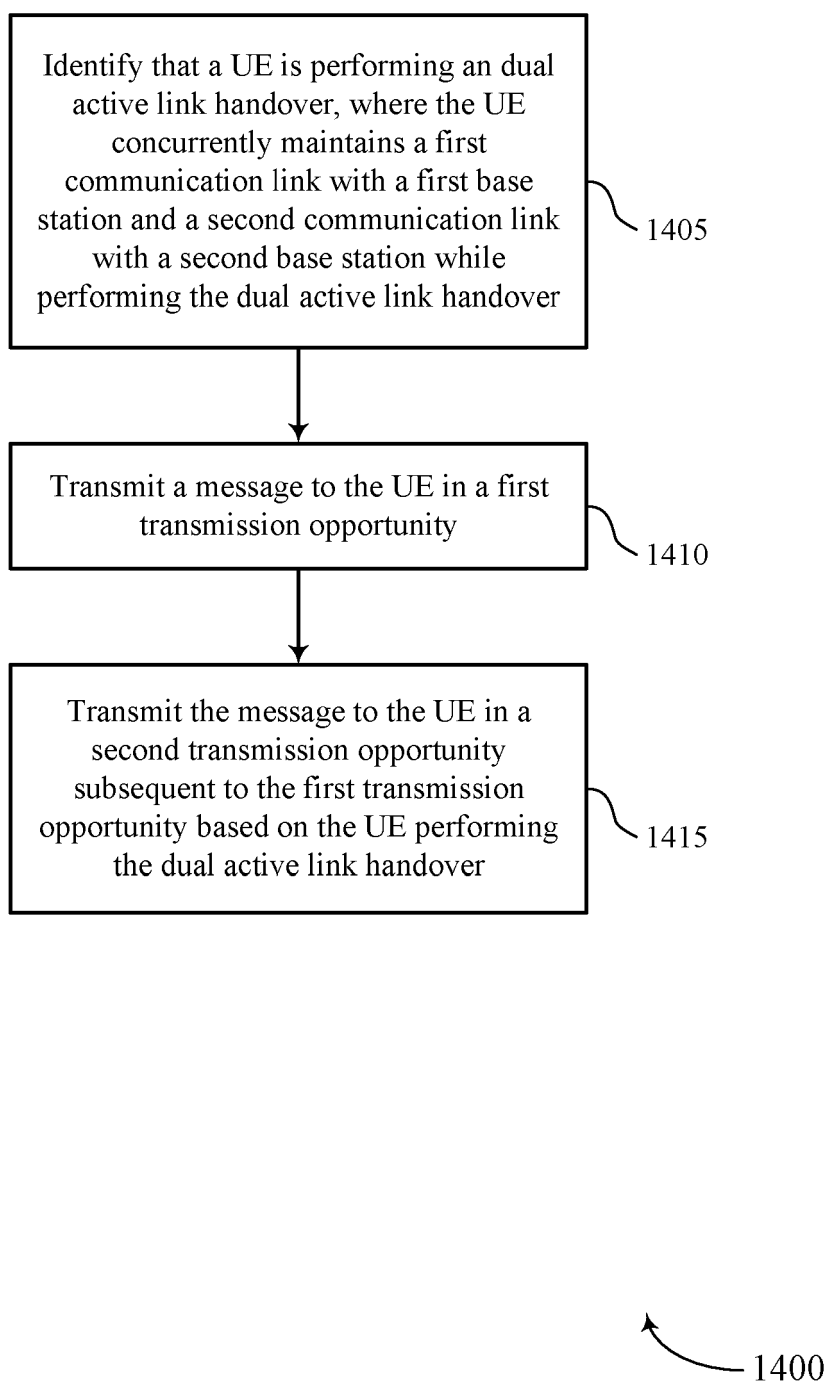 Identify that a UE is performing an dual
active link handover, where the UE
concurrently maintains a first
communication link with a first base
station and a second communication link
with a second base station while
performing the dual active link handover
1405
Transmit a message to the UE in a first
transmission opportunity
1410
Transmit the message to the UE in a
second transmission opportunity
subsequent to the first transmission
opportunity based on the UE performing
the dual active link handover
1415
1400